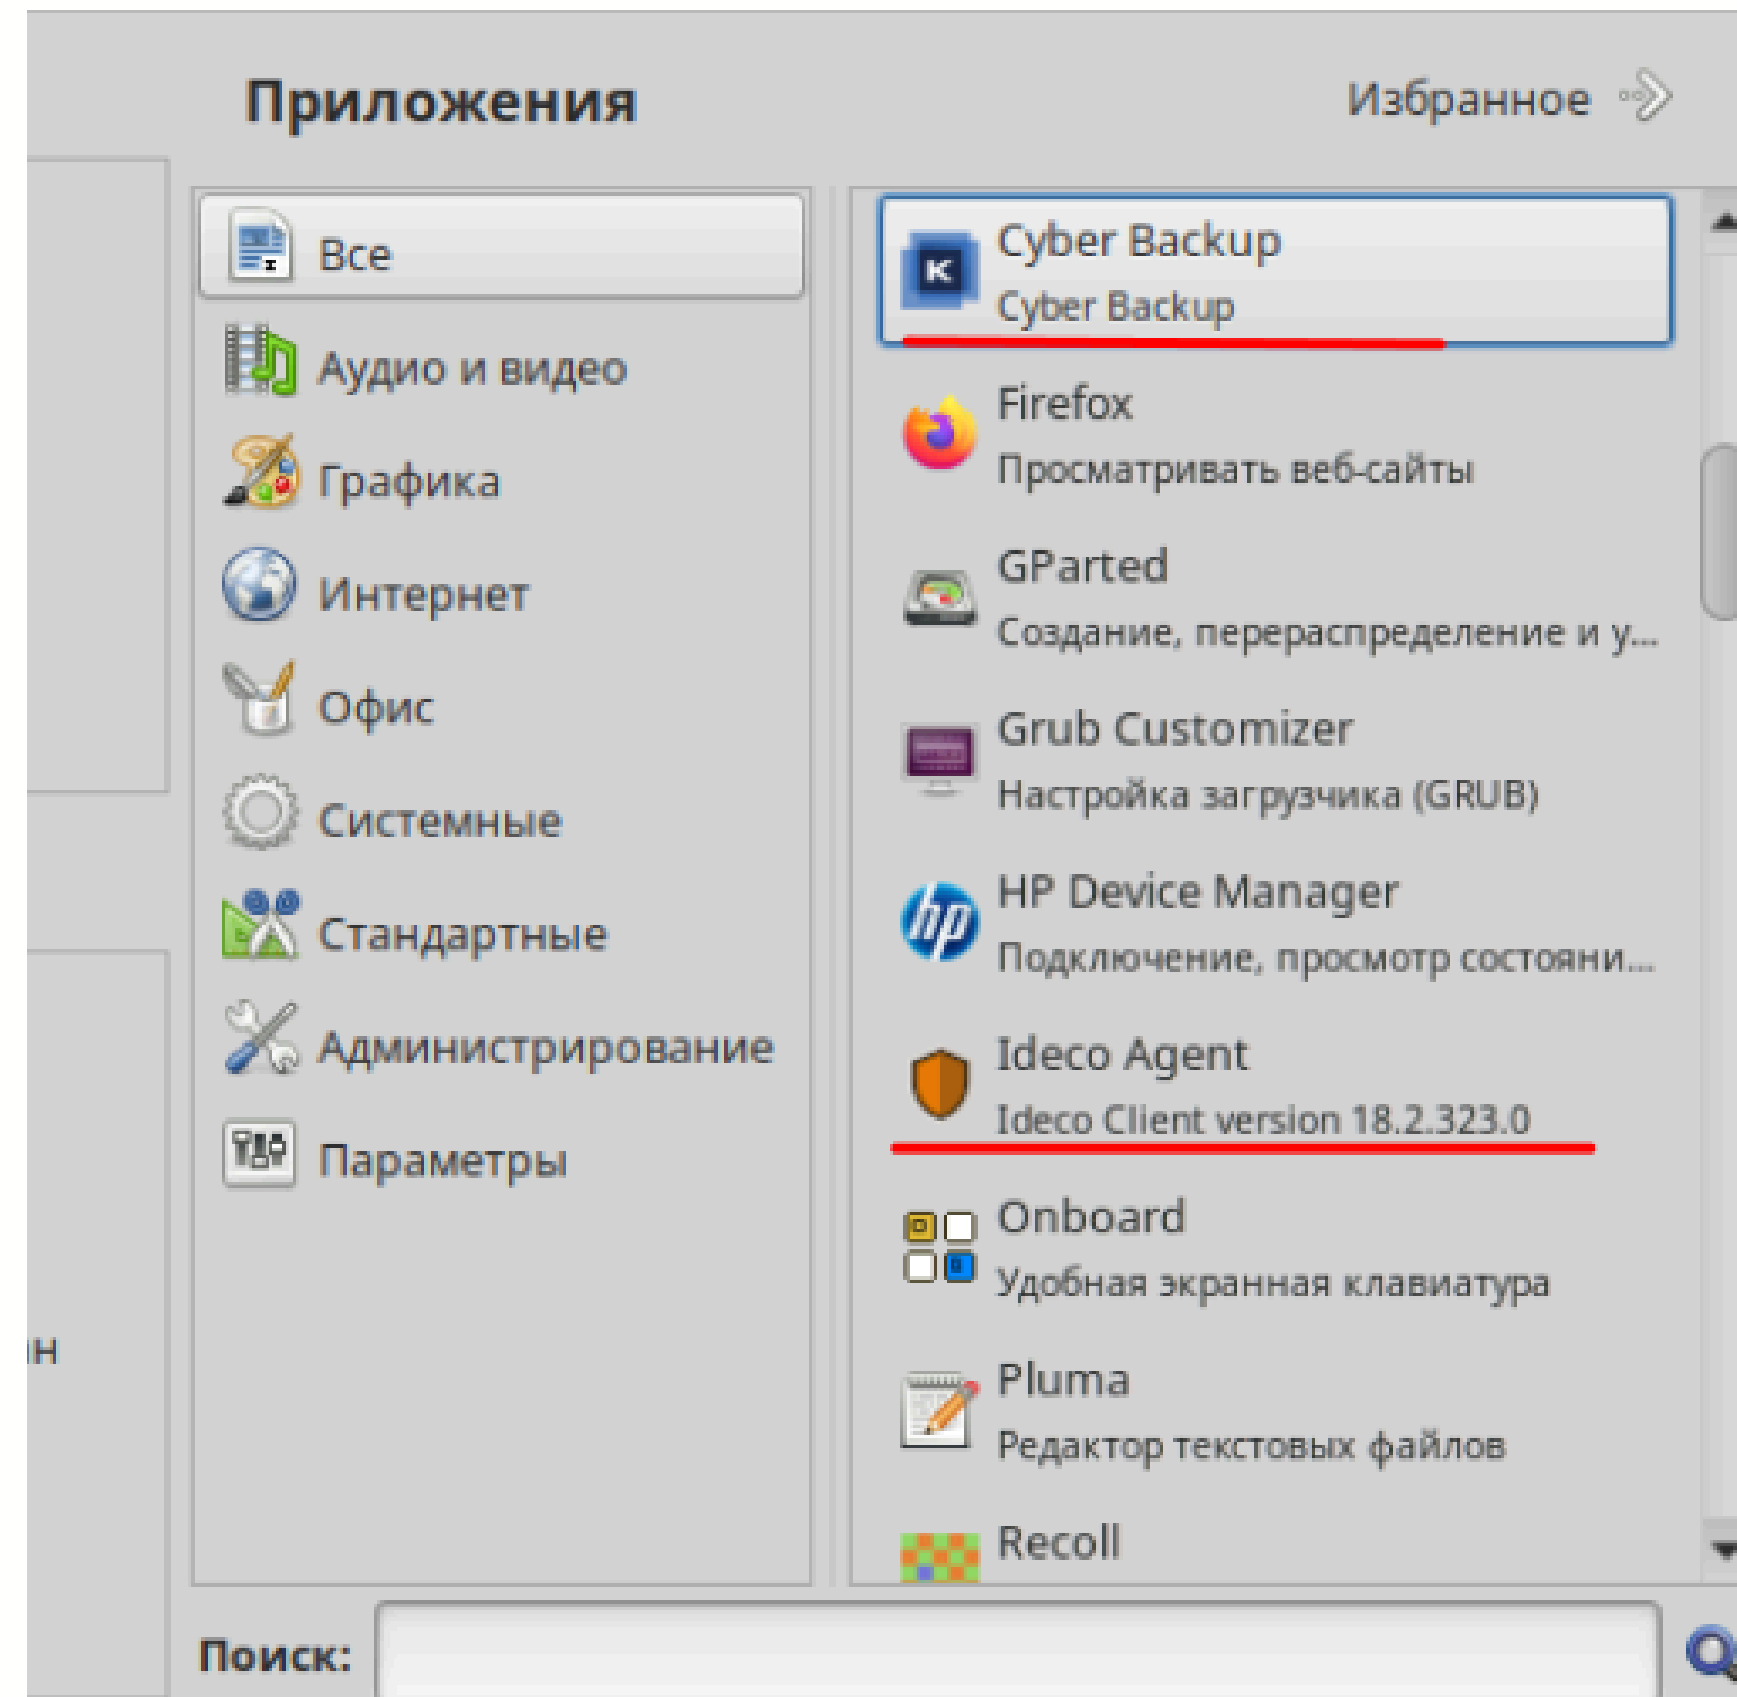 Приложения
Избранное
Все
Аудио и видео
Графика
Интернет
Офис
Системные
Стандартные
Администрирование
Параметры
Cyber Backup
Cyber Backup
Firefox
Просматривать веб-сайты
GParted
Создание, перераспределение и у...
Grub Customizer
Настройка загрузчика (GRUB)
HP Device Manager
Подключение, просмотр состояни...
Ideco Agent
Ideco Client version 18.2.323.0
Onboard
Удобная экранная клавиатура
Pluma
Редактор текстовых файлов
Recoll
Поиск: